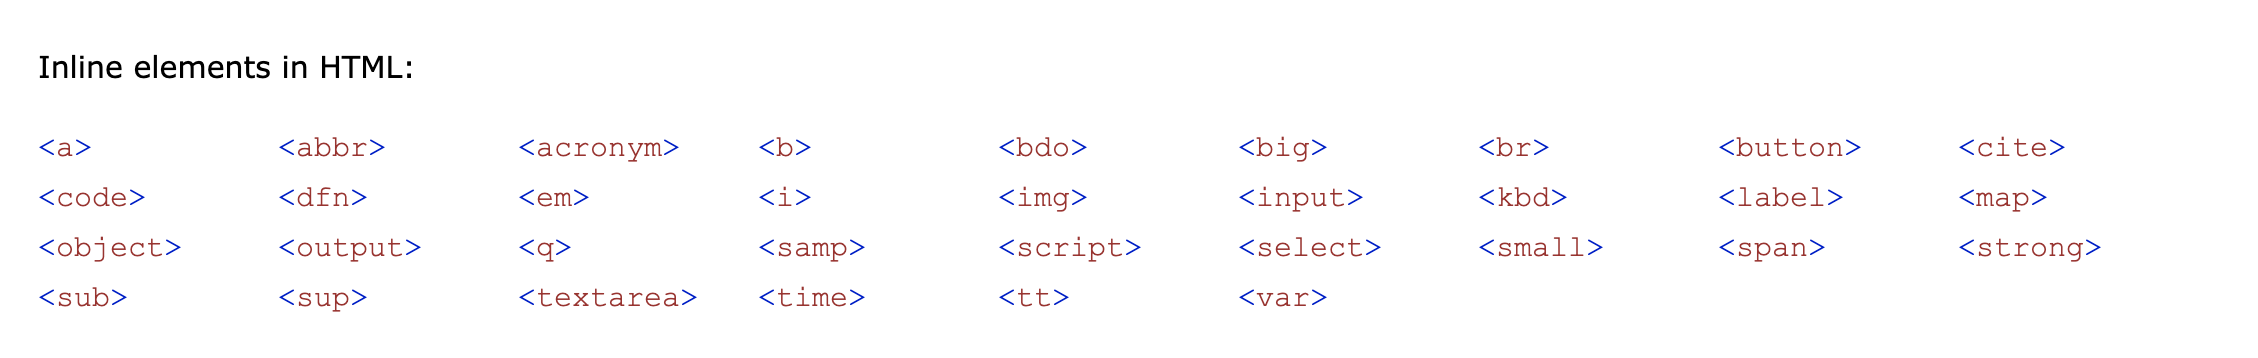 Inline elements in HTML:
<a> <abbr> <acronym> <b> <bdo> <big> <br> <button> <cite>
<code> <dfn> <em> <i> <img> <input> <kbd> <label> <map>
<object> <output> <q> <samp> <script> <select> <small> <span> <strong>
<sub> <sup> <textarea> <time> <tt> <var>